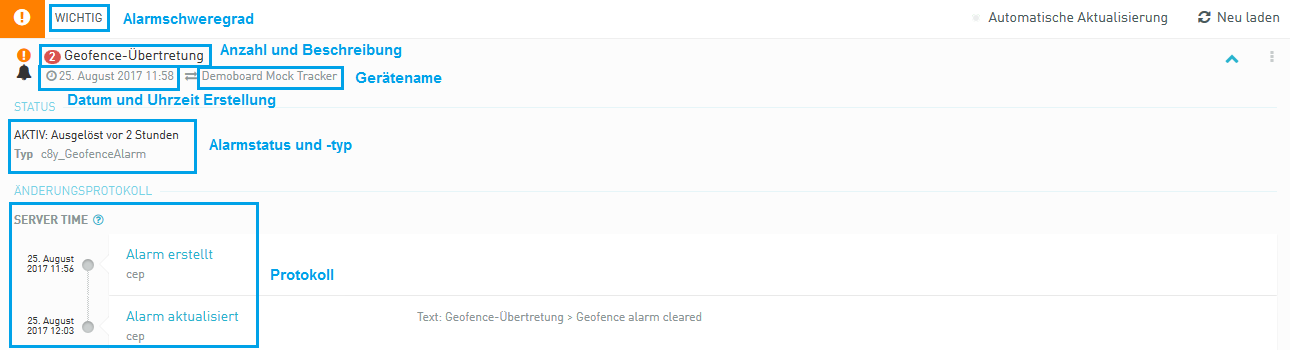 WICHTIG Alarmschweregrad Automatische Aktualisierung Neu laden
2 Geofence-Übertretung Anzahl und Beschreibung
25. August 2017 11:58 Demoboard Mock Tracker Gerätename
STATUS Datum und Uhrzeit Erstellung
AKTIV: Ausgelöst vor 2 Stunden
Alarmstatus und -typ
Typ c8y_GeofenceAlarm
ÄNDERUNGSPROTOKOLL
SERVER TIME ?
25. August
2017 11:56
Alarm erstellt
cep
Protokoll
25. August
2017 12:03
Alarm aktualisiert
cep
Text: Geofence-Übertretung > Geofence alarm cleared